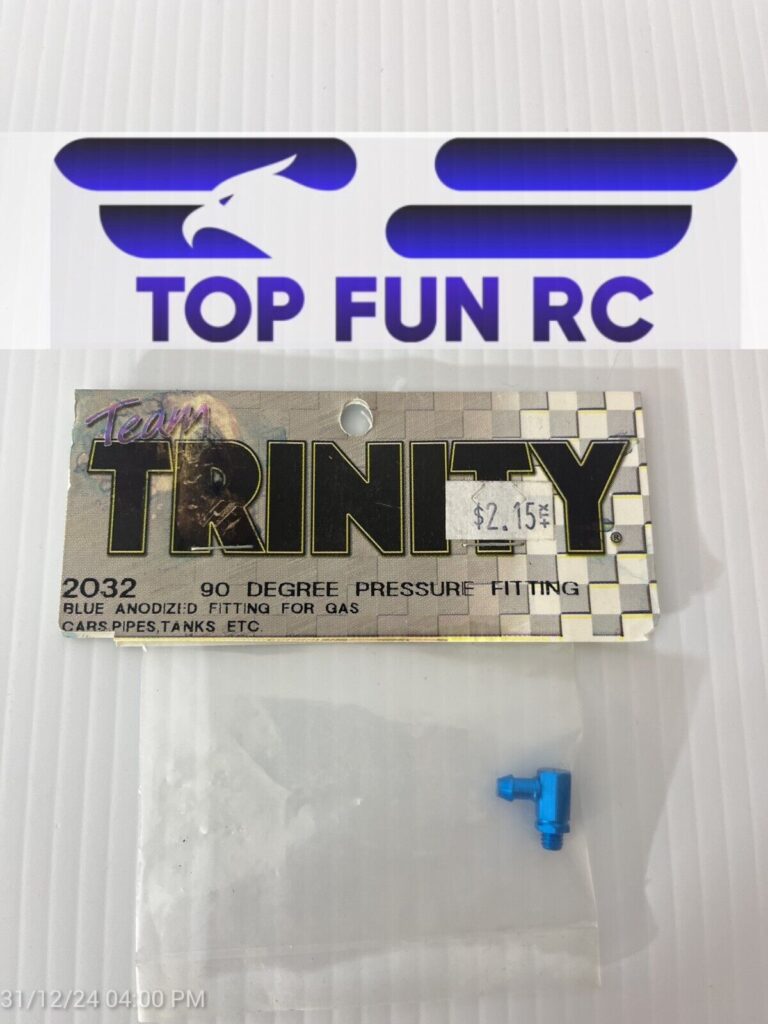 TOP FUN RC
Team
TRINITY®
$2.15
2032 90 DEGREE PRESSURE FITTING
BLUE ANODIZED FITTING FOR GAS
CARS,PIPES,TANKS ETC.
31/12/24 04:00 PM